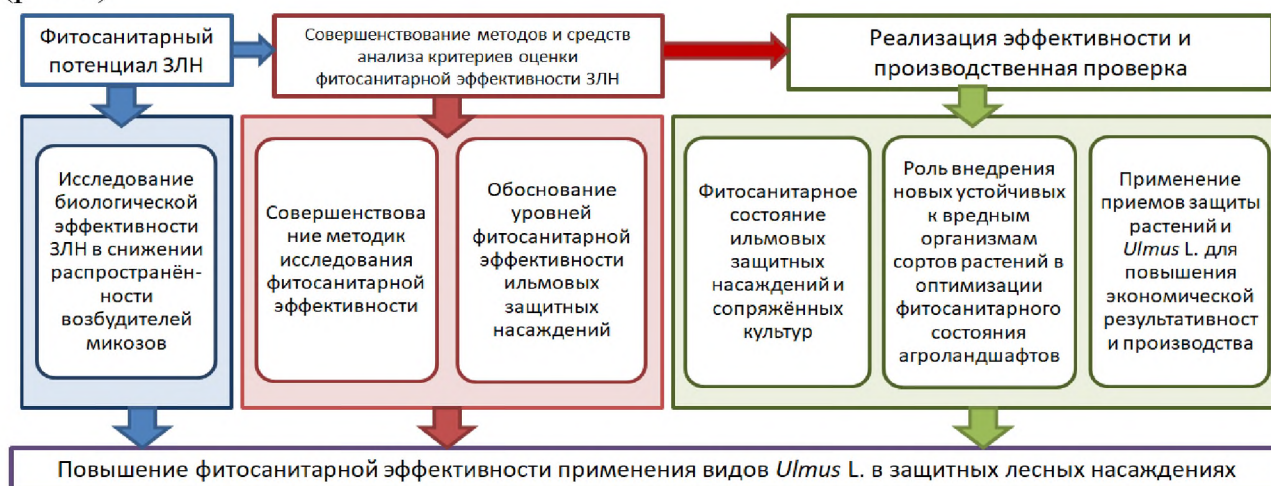 Фитосанитарный
потенциал ЗЛН
Совершенствование методов и средств
анализа критериев оценки
фитосанитарной эффективности ЗЛН
Реализация эффективности и
производственная проверка
Исследование
биологической
эффективности
ЗЛН в снижении
распространён-
ности
возбудителей
микозов
Совершенствова
ние методик
исследования
фитосанитарной
эффективности
Обоснование
уровней
фитосанитарной
эффективности
ильмовых
защитных
насаждений
Фитосанитарное
состояние
ильмовых
защитных
насаждений и
сопряжённых
культур
Роль внедрения
новых устойчивых
к вредным
организмам
сортов растений в
оптимизации
фитосанитарного
состояния
агроландшафтов
Применение
приемов защиты
растений и
Ulmus L. для
повышения
экономической
результативност
и производства
Повышение фитосанитарной эффективности применения видов Ulmus L. в защитных лесных насаждениях